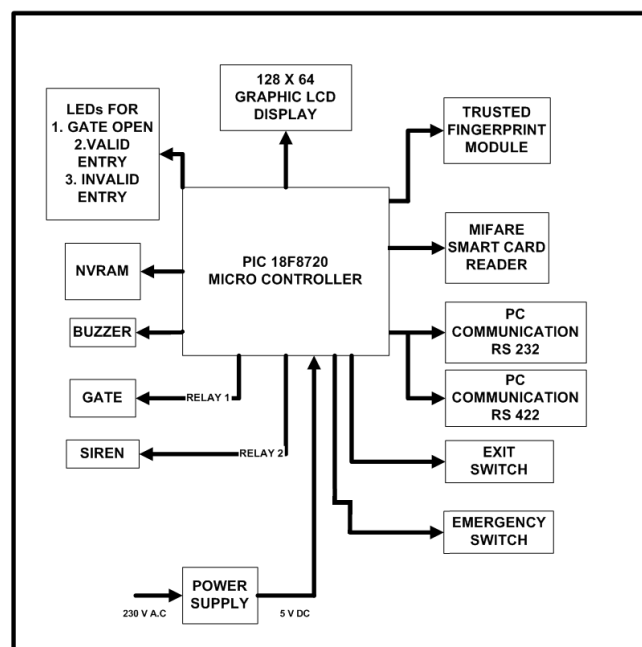 128 X 64
GRAPHIC LCD
DISPLAY
LEDs FOR
1. GATE OPEN
2.VALID
ENTRY
3. INVALID
ENTRY
TRUSTED
FINGERPRINT
MODULE
PIC 18F8720
MICRO CONTROLLER
MIFARE
SMART CARD
READER
NVRAM
BUZZER
PC
COMMUNICATION
RS 232
GATE
RELAY 1
PC
COMMUNICATION
RS 422
SIREN
RELAY 2
EXIT
SWITCH
EMERGENCY
SWITCH
POWER
SUPPLY
230 V A.C
5 V DC